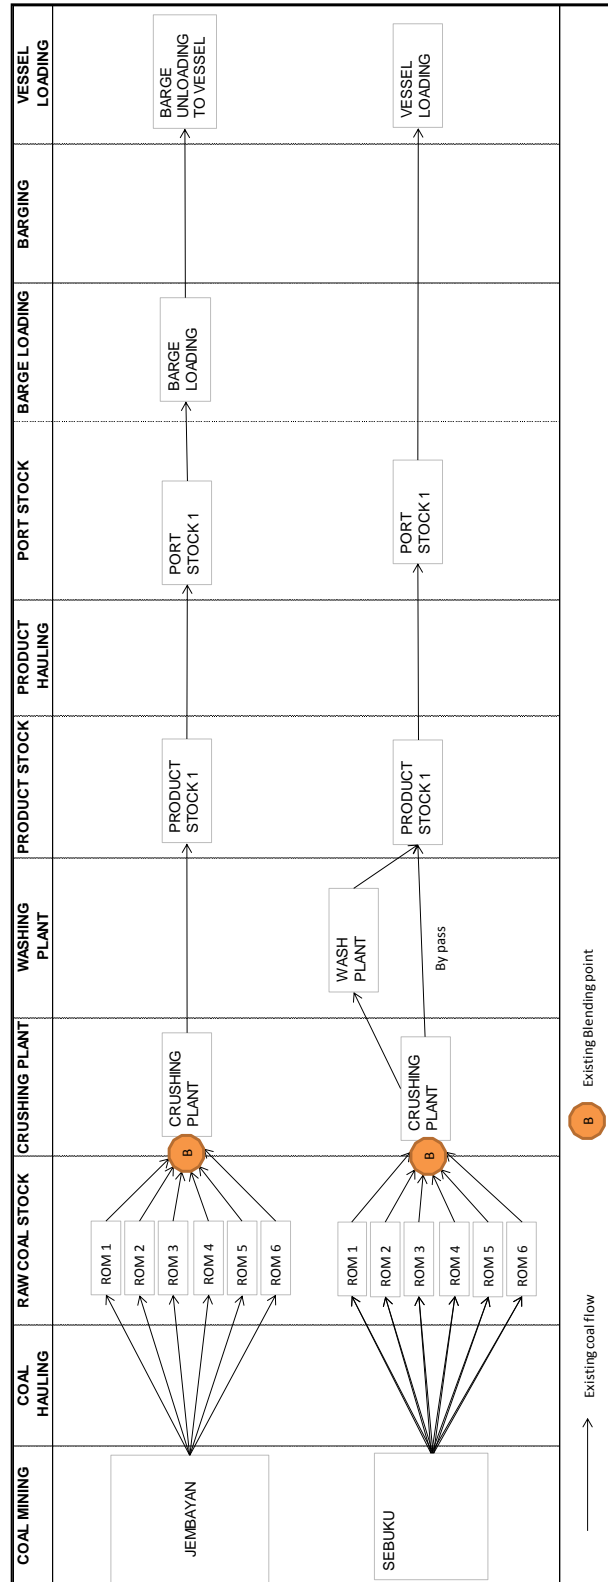 COAL MINING
COAL
HAULING
RAW COAL STOCK
CRUSHING PLANT
WASHING
PLANT
PRODUCT STOCK
PRODUCT
HAULING
PORT STOCK
BARGE LOADING
BARGING
VESSEL
LOADING
JEMBAYAN
ROM 1
ROM 2
ROM 3
ROM 4
ROM 5
ROM 6
B
CRUSHING
PLANT
PRODUCT
STOCK 1
PORT
STOCK 1
BARGE
LOADING
BARGE
UNLOADING
TO VESSEL
SEBUKU
ROM 1
ROM 2
ROM 3
ROM 4
ROM 5
ROM 6
B
CRUSHING
PLANT
WASH
PLANT
By pass
PRODUCT
STOCK 1
PORT
STOCK 1
VESSEL
LOADING
Existing coal flow
B
Existing Blending point